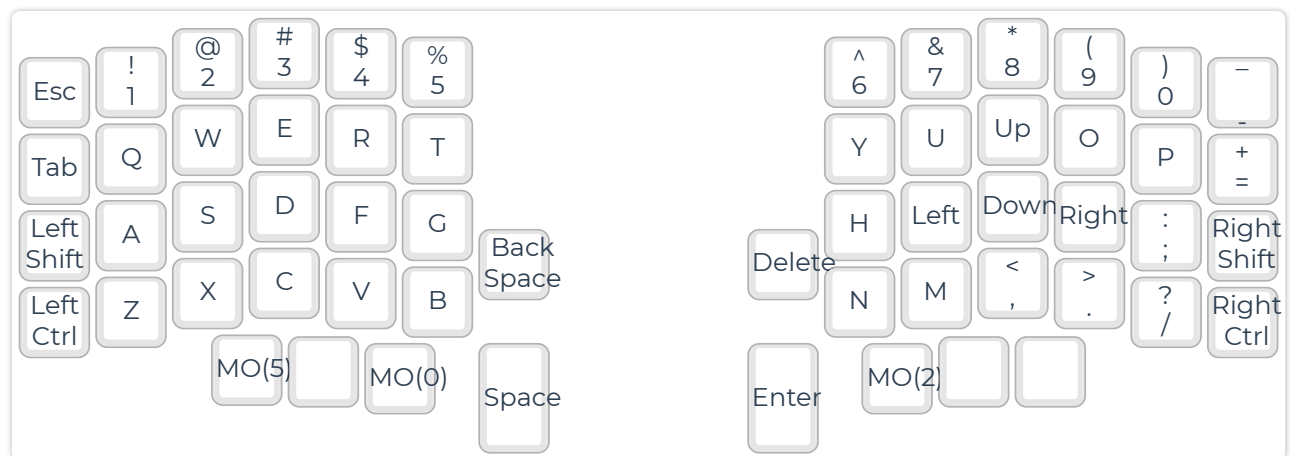 Esc
!
1
@
2
#
3
$
4
%
5
^
6
&
7
*
8
(
9
)
0
_
-
Tab
Q
W
E
R
T
Y
U
Up
O
P
+
=
Left
Shift
A
S
D
F
G
H
Left
Down
Right
:
;
Right
Shift
Left
Ctrl
Z
X
C
V
B
Back
Space
Delete
N
M
<
,
>
.
?
/
Right
Ctrl
MO(5)
MO(0)
Space
Enter
MO(2)